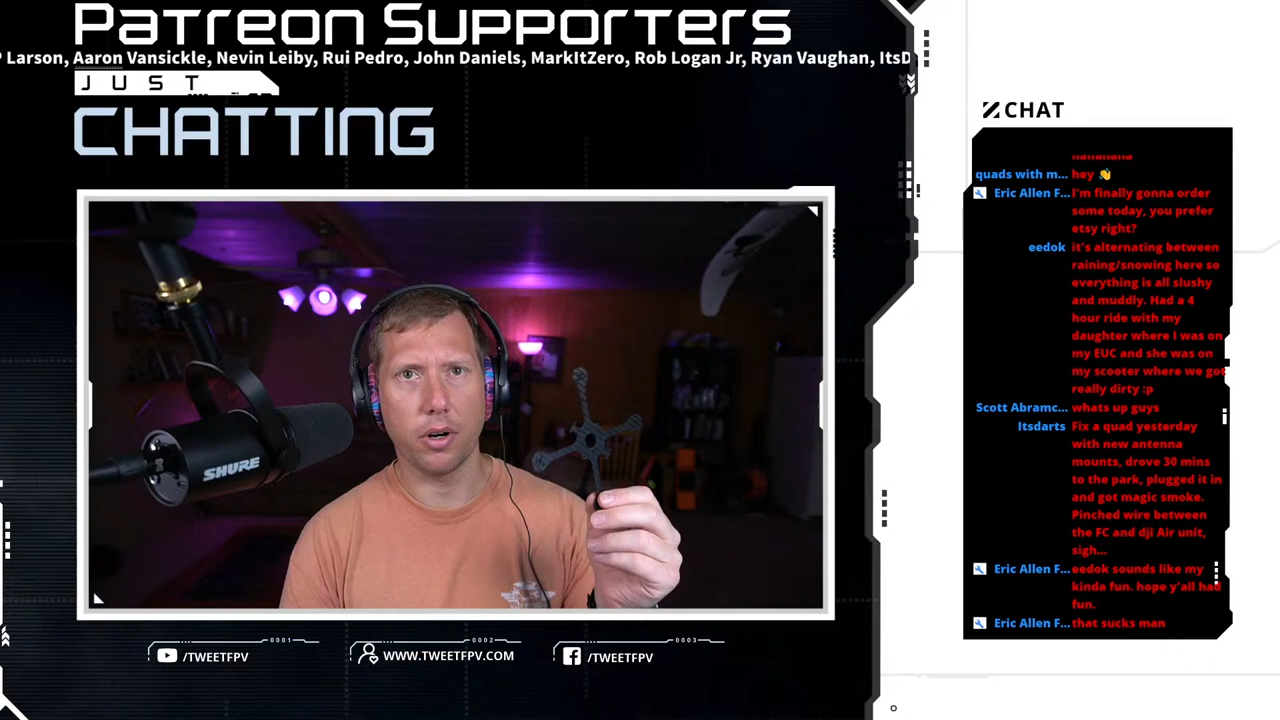 Patreon Supporters
Larson, Aaron Vansickle, Nevin Leiby, Rui Pedro, John Daniels, MarkItZero, Rob Logan Jr, Ryan Vaughan, ItsD
JUST
CHATTING
SHURE
0001
/TWEETFPV
0002
WWW.TWEETFPV.COM
0003
/TWEETFPV
CHAT
quads with m... hey 👋
Eric Allen F... I'm finally gonna order
some today, you prefer
etsy right?
eedok it's alternating between
raining/snowing here so
everything is all slushy
and muddly. Had a 4
hour ride with my
daughter where I was on
my EUC and she was on
my scooter where we got
really dirty :p
Scott Abramc... whats up guys
Itsdarts Fix a quad yesterday
with new antenna
mounts, drove 30 mins
to the park, plugged it in
and got magic smoke.
Pinched wire between
the FC and dji Air unit,
sigh...
Eric Allen F... eedok sounds like my
kinda fun. hope y'all had
fun.
Eric Allen F... that sucks man